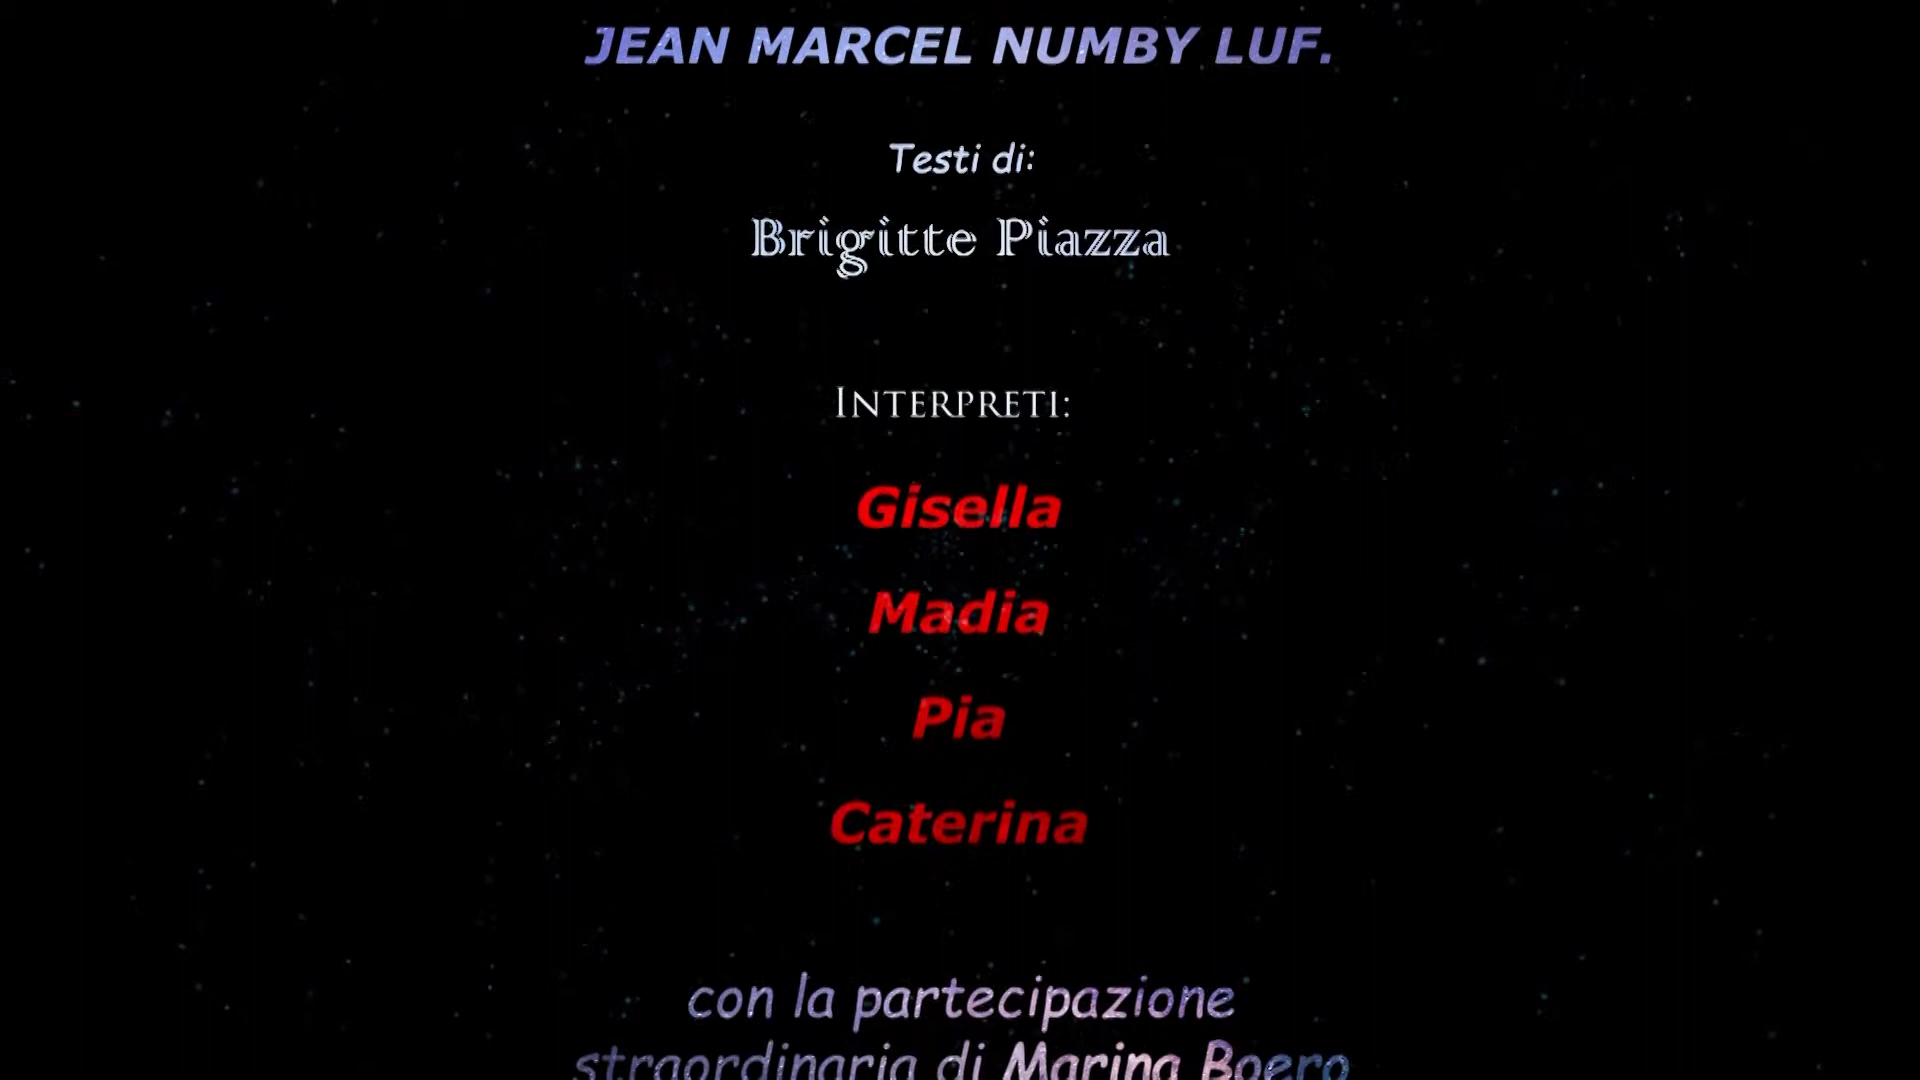 JEAN MARCEL NUMBY LUF.
Testi di:
Brigitte Piazza
INTERPRETI:
Gisella
Madia
Pia
Caterina
con la partecipazione
straordinaria di Marina Boero